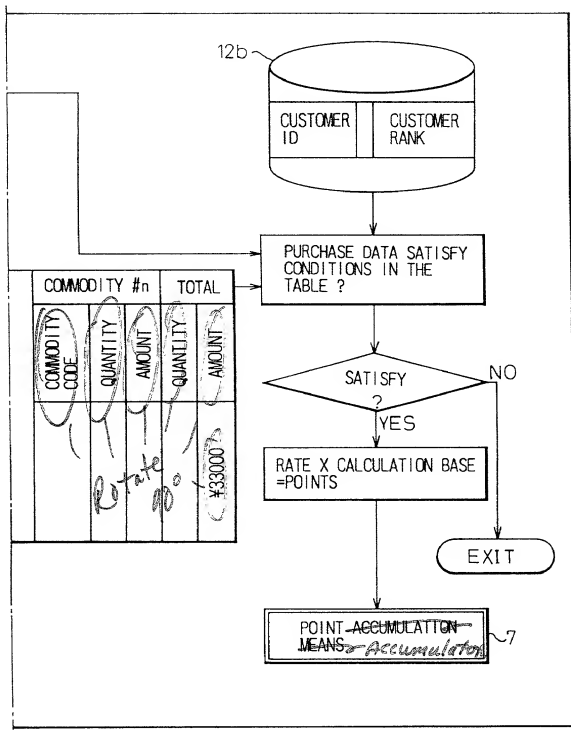 12b
CUSTOMER ID
CUSTOMER RANK
PURCHASE DATA SATISFY
CONDITIONS IN THE
TABLE ?
COMMODITY #n
TOTAL
COMMODITY
CODE
QUANTITY
AMOUNT
QUANTITY
AMOUNT
¥33000
Rotate
90°
SATISFY
?
NO
YES
RATE X CALCULATION BASE
=POINTS
EXIT
POINT ACCUMULATION
MEANS Accumulator
7